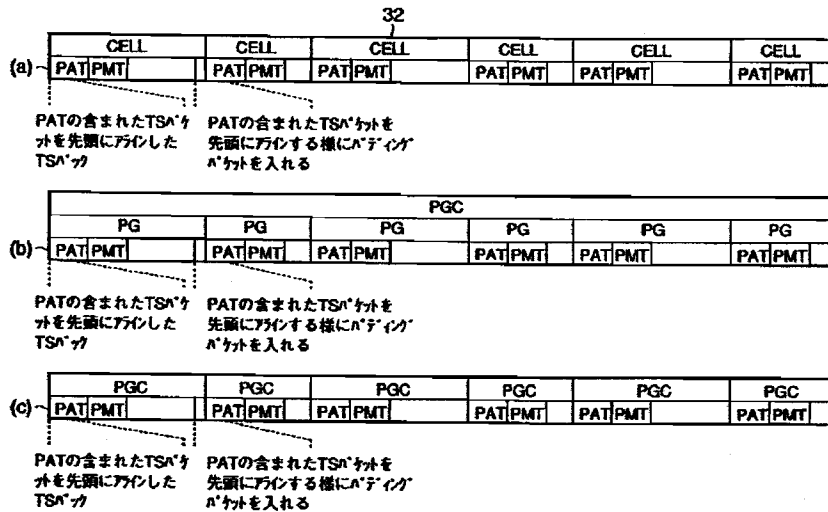 32
CELL CELL CELL CELL CELL CELL
(a) PAT PMT PAT PMT PAT PMT PAT PMT PAT PMT PAT PMT
PATの含まれたTSパケ
ットを先頭にアラインした
TSパック
PATの含まれたTSパケットを
先頭にアラインする様にパディング
パケットを入れる
PGC
PG PG PG PG PG PG
(b) PAT PMT PAT PMT PAT PMT PAT PMT PAT PMT PAT PMT
PATの含まれたTSパケ
ットを先頭にアラインした
TSパック
PATの含まれたTSパケットを
先頭にアラインする様にパディング
パケットを入れる
PGC PGC PGC PGC PGC PGC
(c) PAT PMT PAT PMT PAT PMT PAT PMT PAT PMT PAT PMT
PATの含まれたTSパケ
ットを先頭にアラインした
TSパック
PATの含まれたTSパケットを
先頭にアラインする様にパディング
パケットを入れる